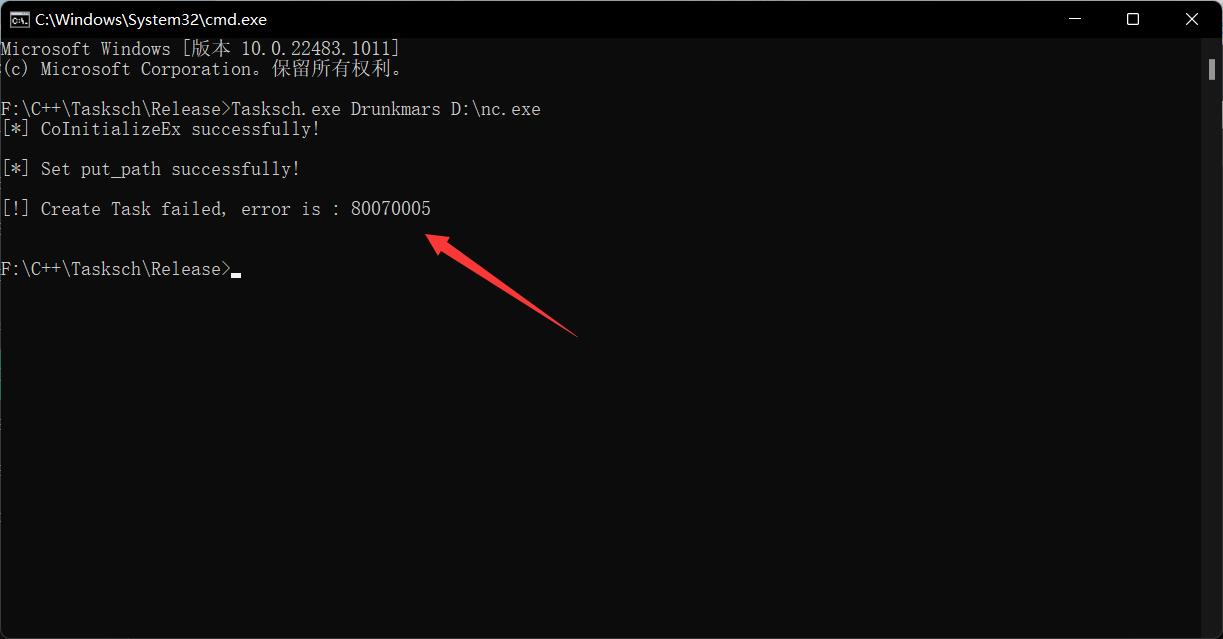 C:\Windows\System32\cmd.exe
Microsoft Windows [版本 10.0.22483.1011]
(c) Microsoft Corporation。保留所有权利。
F:\C++\Tasksch\Release>Tasksch.exe Drunkmars D:\nc.exe
[*] CoInitializeEx successfully!
[*] Set put_path successfully!
[!] Create Task failed, error is : 80070005
F:\C++\Tasksch\Release>